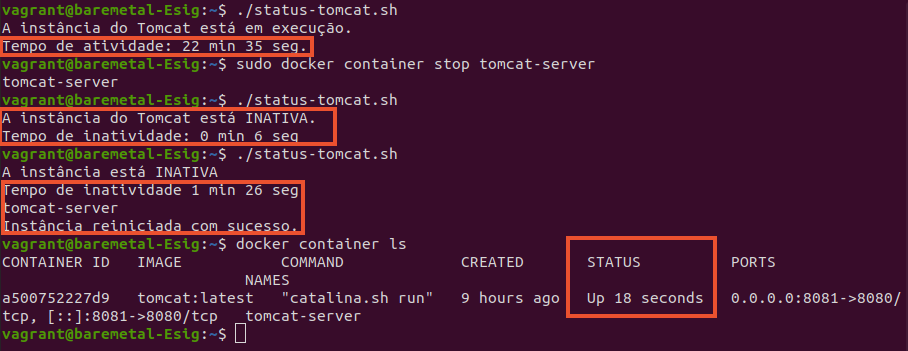 vagrant@baremetal-Esig:~$ ./status-tomcat.sh
A instância do Tomcat está em execução.
Tempo de atividade: 22 min 35 seg.
vagrant@baremetal-Esig:~$ sudo docker container stop tomcat-server
tomcat-server
vagrant@baremetal-Esig:~$ ./status-tomcat.sh
A instância do Tomcat está INATIVA.
Tempo de inatividade: 0 min 6 seg
vagrant@baremetal-Esig:~$ ./status-tomcat.sh
A instância está INATIVA
Tempo de inatividade 1 min 26 seg
tomcat-server
Instância reiniciada com sucesso.
vagrant@baremetal-Esig:~$ docker container ls
CONTAINER ID   IMAGE           COMMAND             CREATED       STATUS          PORTS
                           NAMES
a500752227d9   tomcat:latest   "catalina.sh run"   9 hours ago   Up 18 seconds   0.0.0.0:8081->8080/
tcp, [::]:8081->8080/tcp   tomcat-server
vagrant@baremetal-Esig:~$